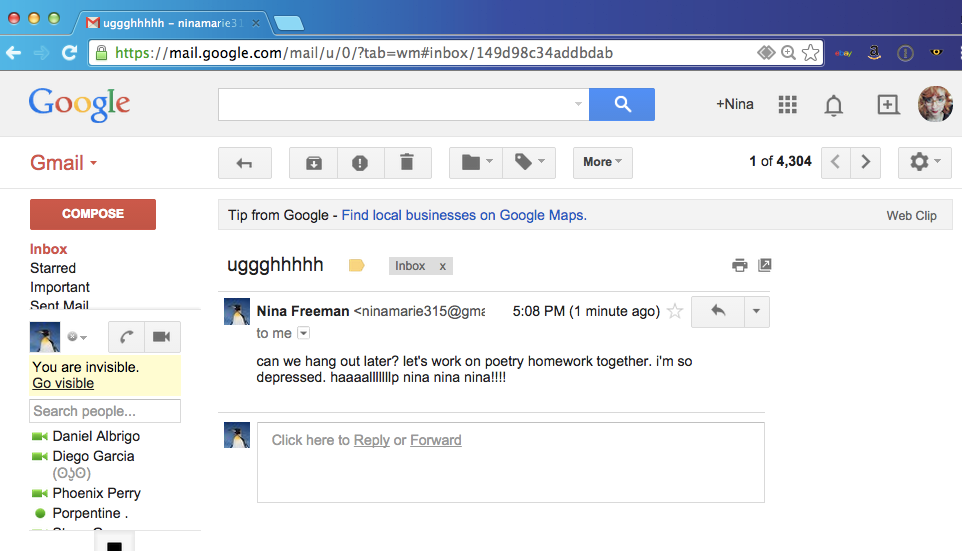 uggghhhhh – ninamarie31
https://mail.google.com/mail/u/0/?tab=wm#inbox/149d98c34addbdab
ebay
a
Google
+Nina
Gmail
More
1 of 4,304
COMPOSE
Tip from Google - Find local businesses on Google Maps.
Web Clip
Inbox
Starred
Important
Sent Mail
uggghhhhh
Inbox x
Nina Freeman <ninamarie315@gma
5:08 PM (1 minute ago)
to me
can we hang out later? let's work on poetry homework together. i'm so
depressed. haaaalllllllp nina nina nina!!!!
You are invisible.
Go visible
Search people...
Daniel Albrigo
Diego Garcia
(ʘʖ̯ʘ)
Phoenix Perry
Porpentine .
Click here to Reply or Forward